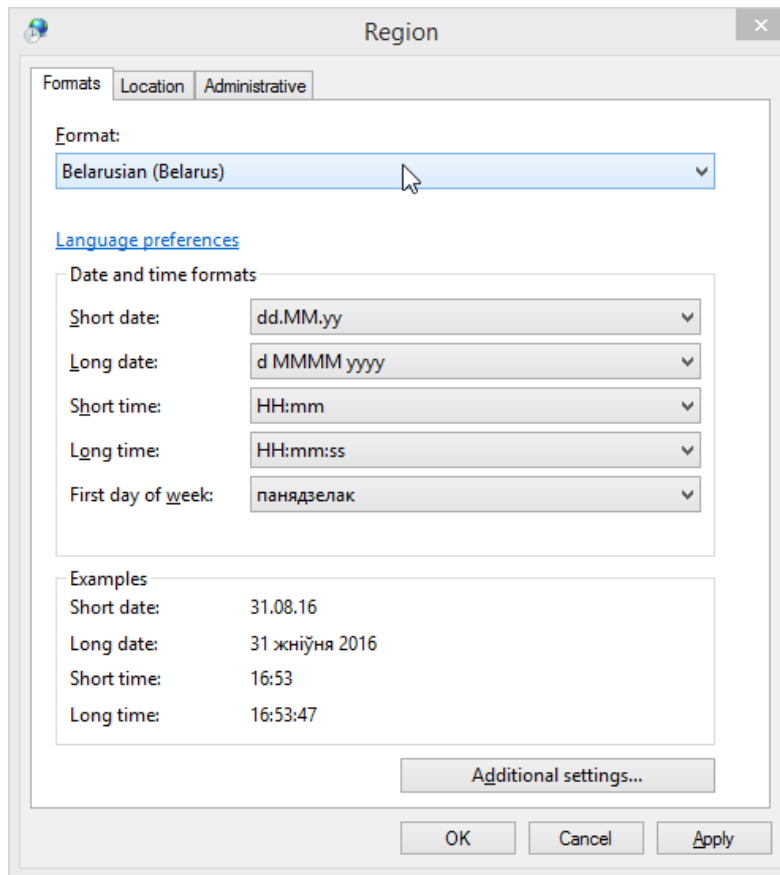 Region
Formats Location Administrative
Format:
Belarusian (Belarus)
Language preferences
Date and time formats
Short date: dd.MM.yy
Long date: d MMMM yyyy
Short time: HH:mm
Long time: HH:mm:ss
First day of week: панядзелак
Examples
Short date: 31.08.16
Long date: 31 жніўня 2016
Short time: 16:53
Long time: 16:53:47
Additional settings...
OK Cancel Apply